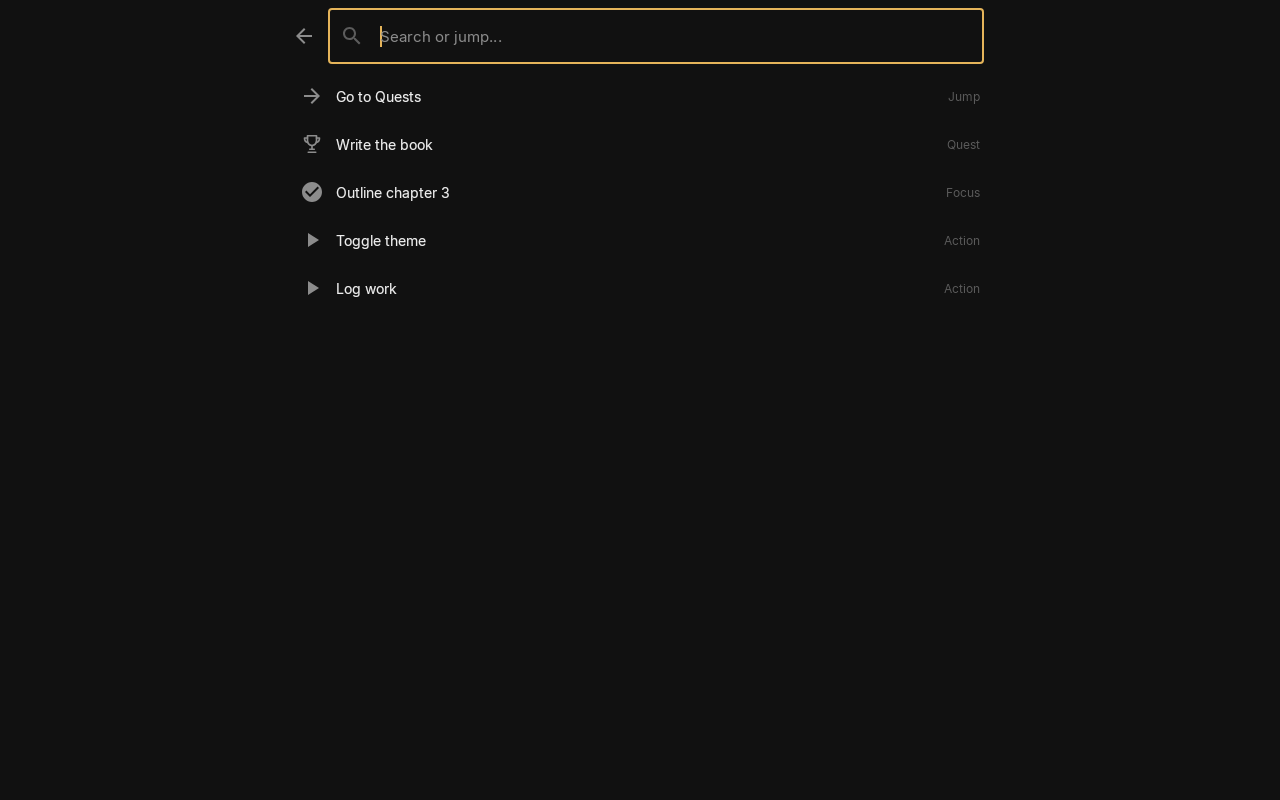 Search or jump...
Go to Quests Jump
Write the book Quest
Outline chapter 3 Focus
Toggle theme Action
Log work Action